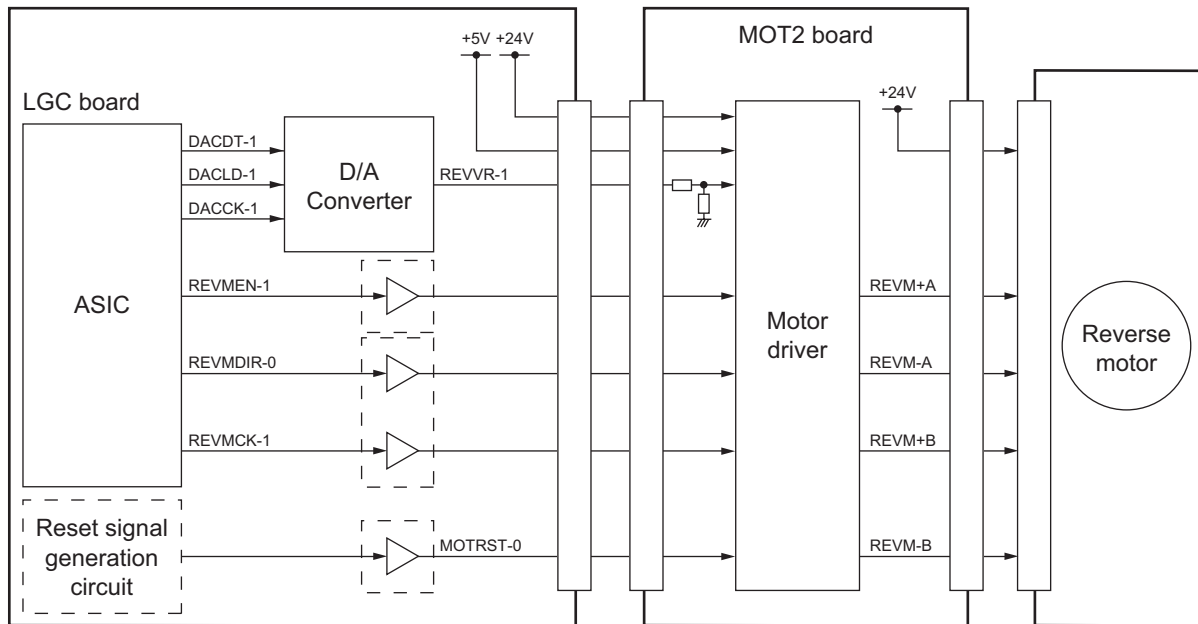 MOT2 board
+5V +24V
+24V
LGC board
DACDT-1
DACLD-1
DACCK-1
D/A
Converter
REVVR-1
ASIC
REVMEN-1
REVMDIR-0
REVMCK-1
Motor
driver
REVM+A
REVM-A
REVM+B
REVM-B
Reverse
motor
Reset signal
generation
circuit
MOTRST-0